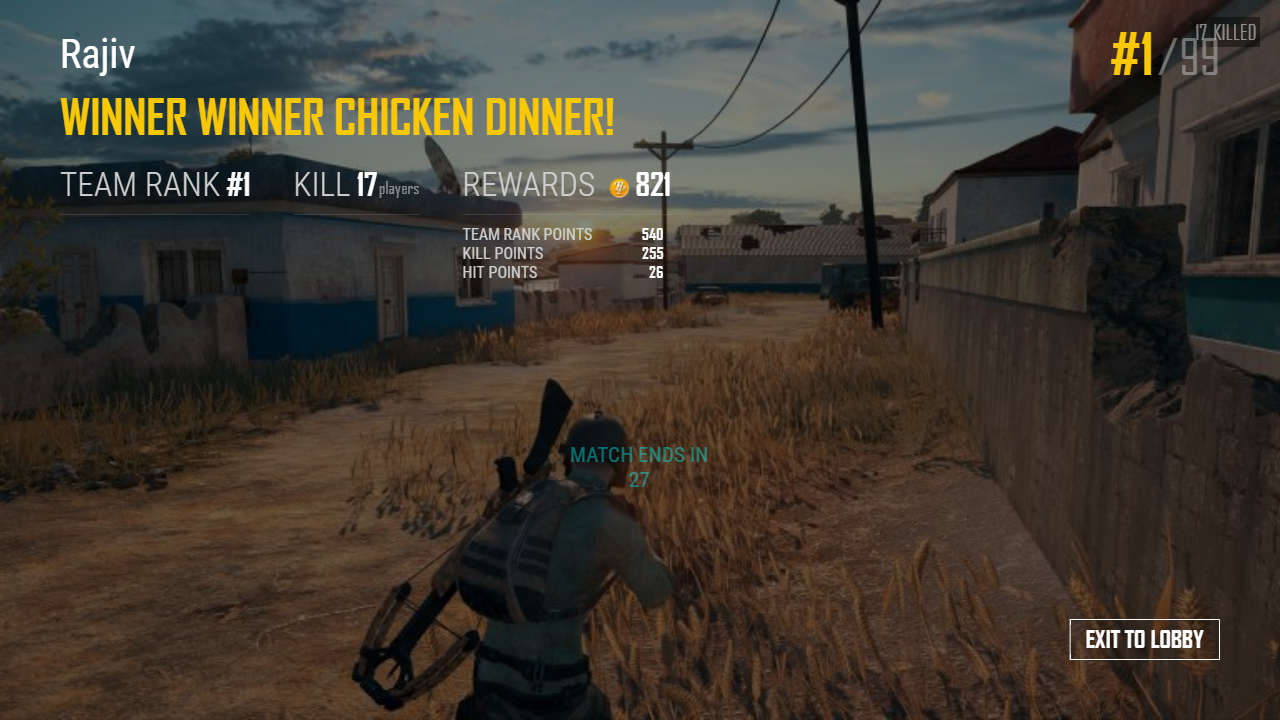 Rajiv
17 KILLED
#1/99
WINNER WINNER CHICKEN DINNER!
TEAM RANK #1 KILL 17 players REWARDS 821
TEAM RANK POINTS 540
KILL POINTS 255
HIT POINTS 26
MATCH ENDS IN
27
EXIT TO LOBBY